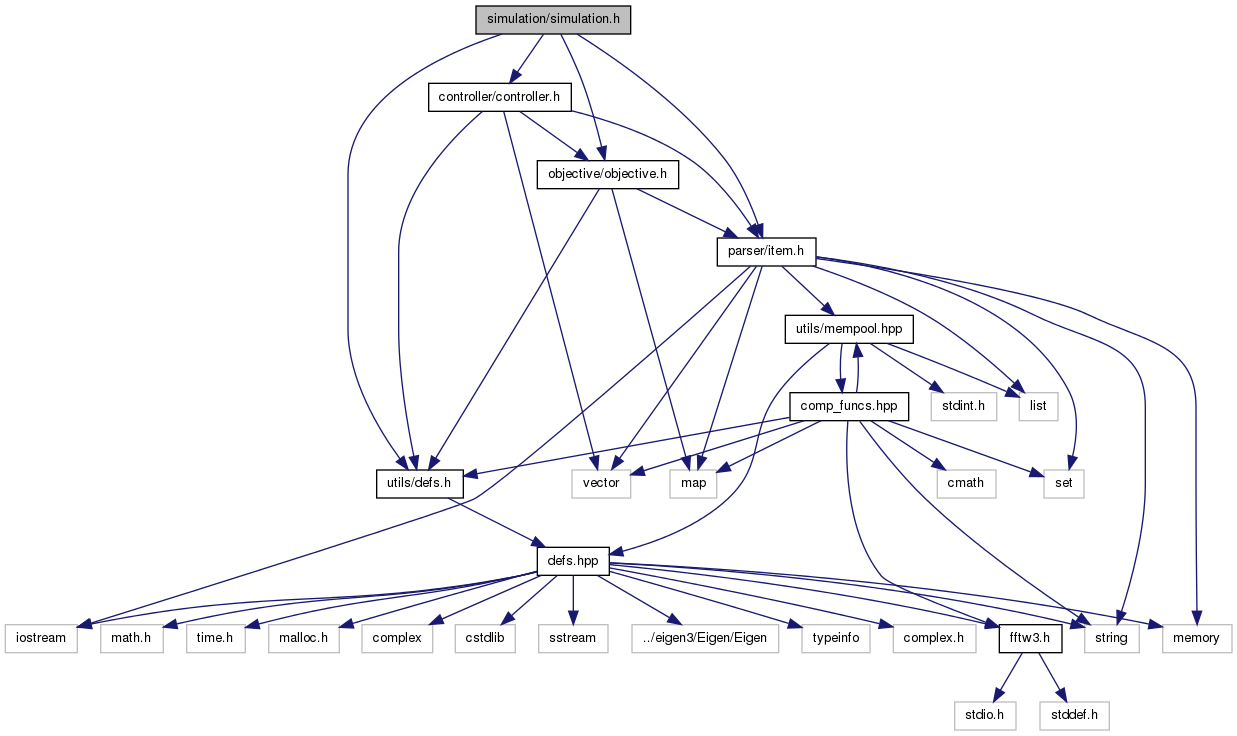 simulation/simulation.h
controller/controller.h
objective/objective.h
parser/item.h
utils/mempool.hpp
comp_funcs.hpp
stdint.h
list
utils/defs.h
vector
map
cmath
set
defs.hpp
iostream
math.h
time.h
malloc.h
complex
cstdlib
sstream
../eigen3/Eigen/Eigen
typeinfo
complex.h
fftw3.h
string
memory
stdio.h
stddef.h